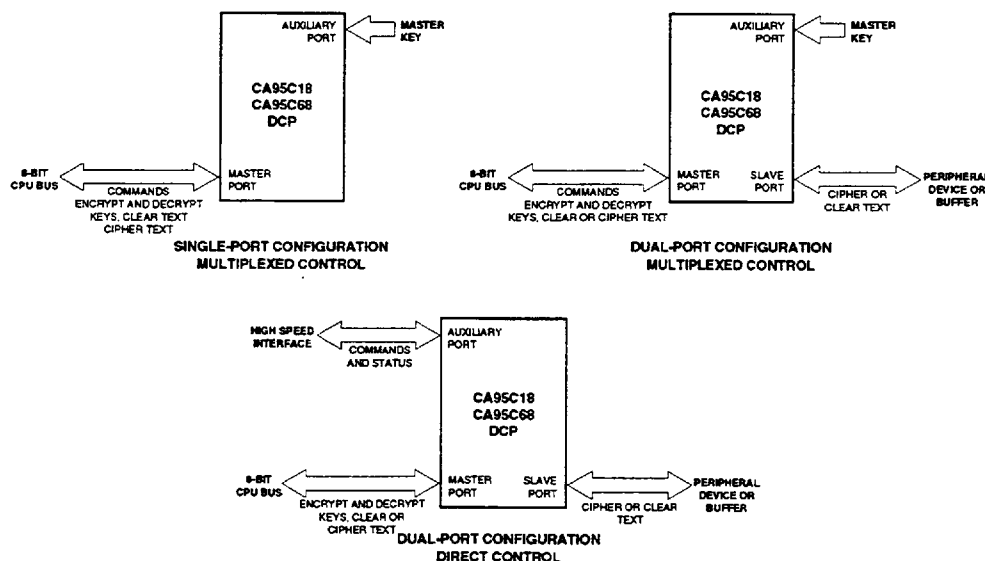 AUXILIARY
PORT
MASTER
KEY
CA95C18
CA95C68
DCP
8-BIT
CPU BUS
MASTER
PORT
COMMANDS
ENCRYPT AND DECRYPT
KEYS, CLEAR TEXT
CIPHER TEXT
SINGLE-PORT CONFIGURATION
MULTIPLEXED CONTROL
AUXILIARY
PORT
MASTER
KEY
CA95C18
CA95C68
DCP
8-BIT
CPU BUS
MASTER
PORT
SLAVE
PORT
COMMANDS
ENCRYPT AND DECRYPT
KEYS, CLEAR OR CIPHER TEXT
CIPHER OR
CLEAR TEXT
PERIPHERAL
DEVICE OR
BUFFER
DUAL-PORT CONFIGURATION
MULTIPLEXED CONTROL
HIGH SPEED
INTERFACE
COMMANDS
AND STATUS
AUXILIARY
PORT
CA95C18
CA95C68
DCP
8-BIT
CPU BUS
MASTER
PORT
SLAVE
PORT
ENCRYPT AND DECRYPT
KEYS, CLEAR OR
CIPHER TEXT
CIPHER OR CLEAR
TEXT
PERIPHERAL
DEVICE OR
BUFFER
DUAL-PORT CONFIGURATION
DIRECT CONTROL